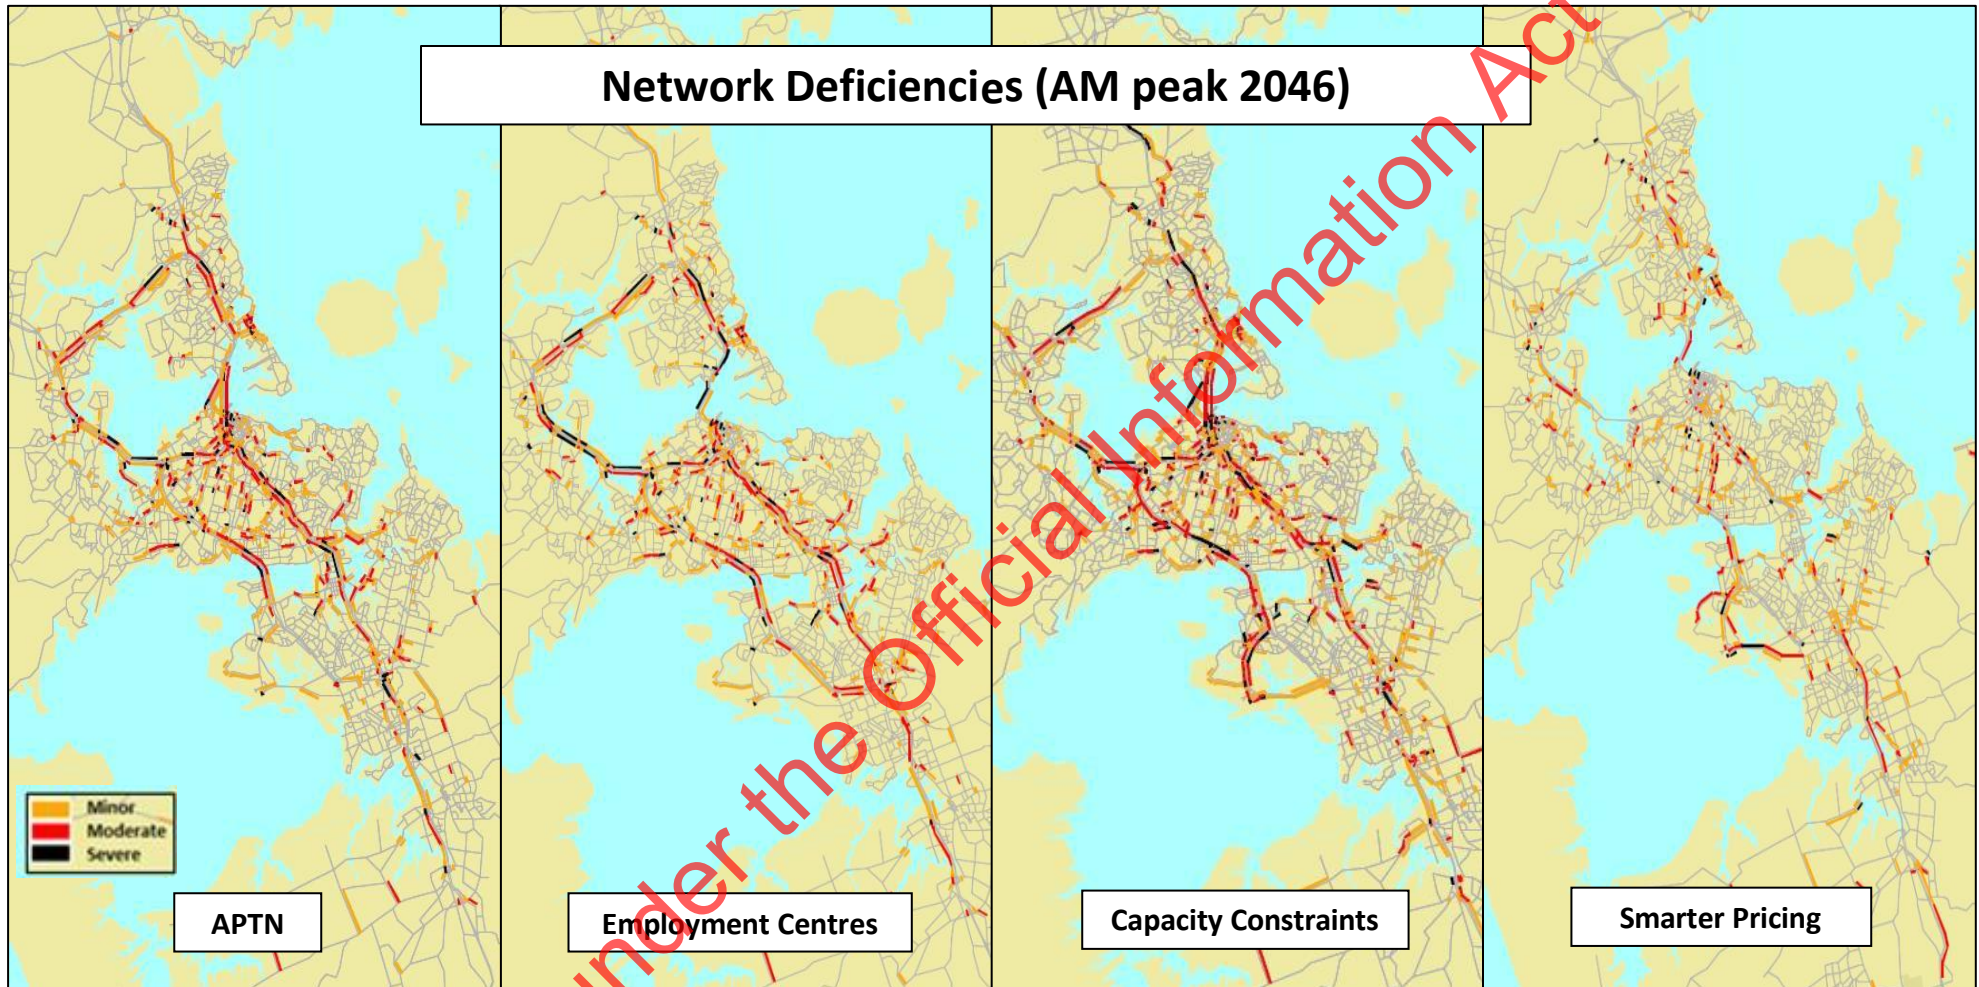 Network Deficiencies (AM peak 2046)
Minor
Moderate
Severe
APTN
Employment Centres
Capacity Constraints
Smarter Pricing
under the Official Information Act